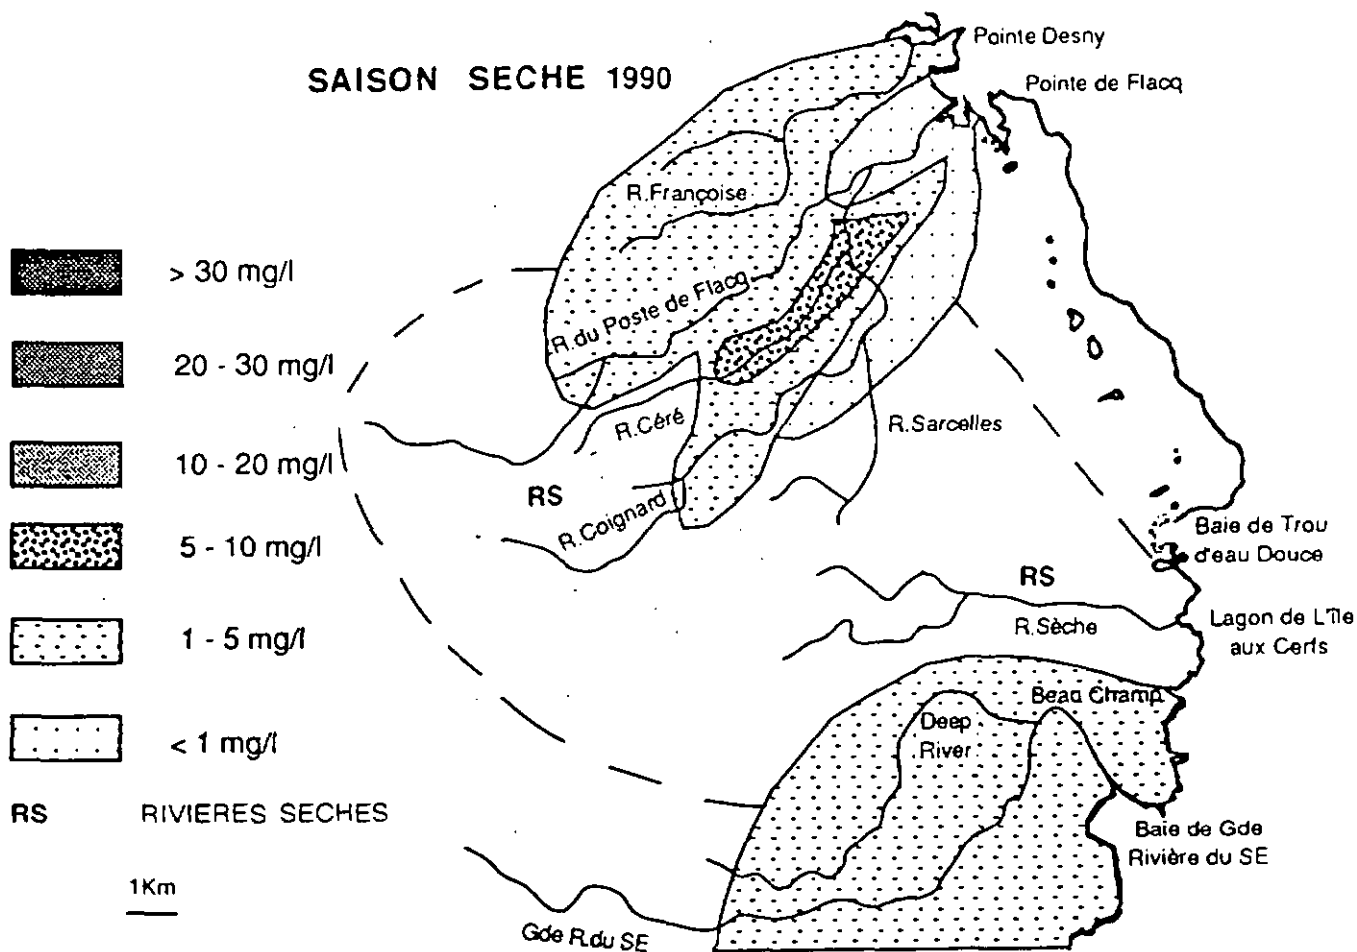 SAISON SECHE 1990
Pointe Desny
Pointe de Flacq
R.Françoise
R.du Poste de Flacq
R.Céré
R.Sarcelles
RS
R.Coignard
> 30 mg/l
20 - 30 mg/l
10 - 20 mg/l
5 - 10 mg/l
1 - 5 mg/l
< 1 mg/l
RS RIVIERES SECHES
1Km
Baie de Trou
d'eau Douce
RS
R.Sèche
Lagon de L'île
aux Cerfs
Beau Champ
Deep
River
Baie de Gde
Rivière du SE
Gde R.du SE